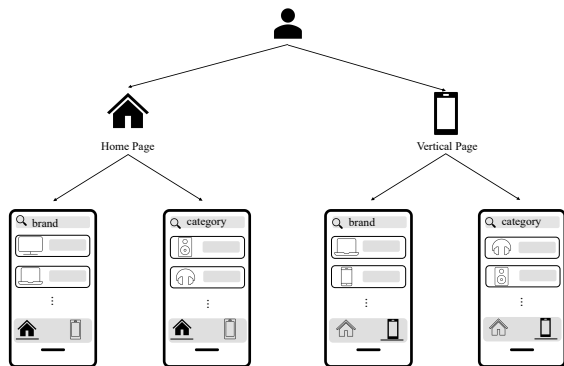 Home Page
Vertical Page
brand
category
brand
category